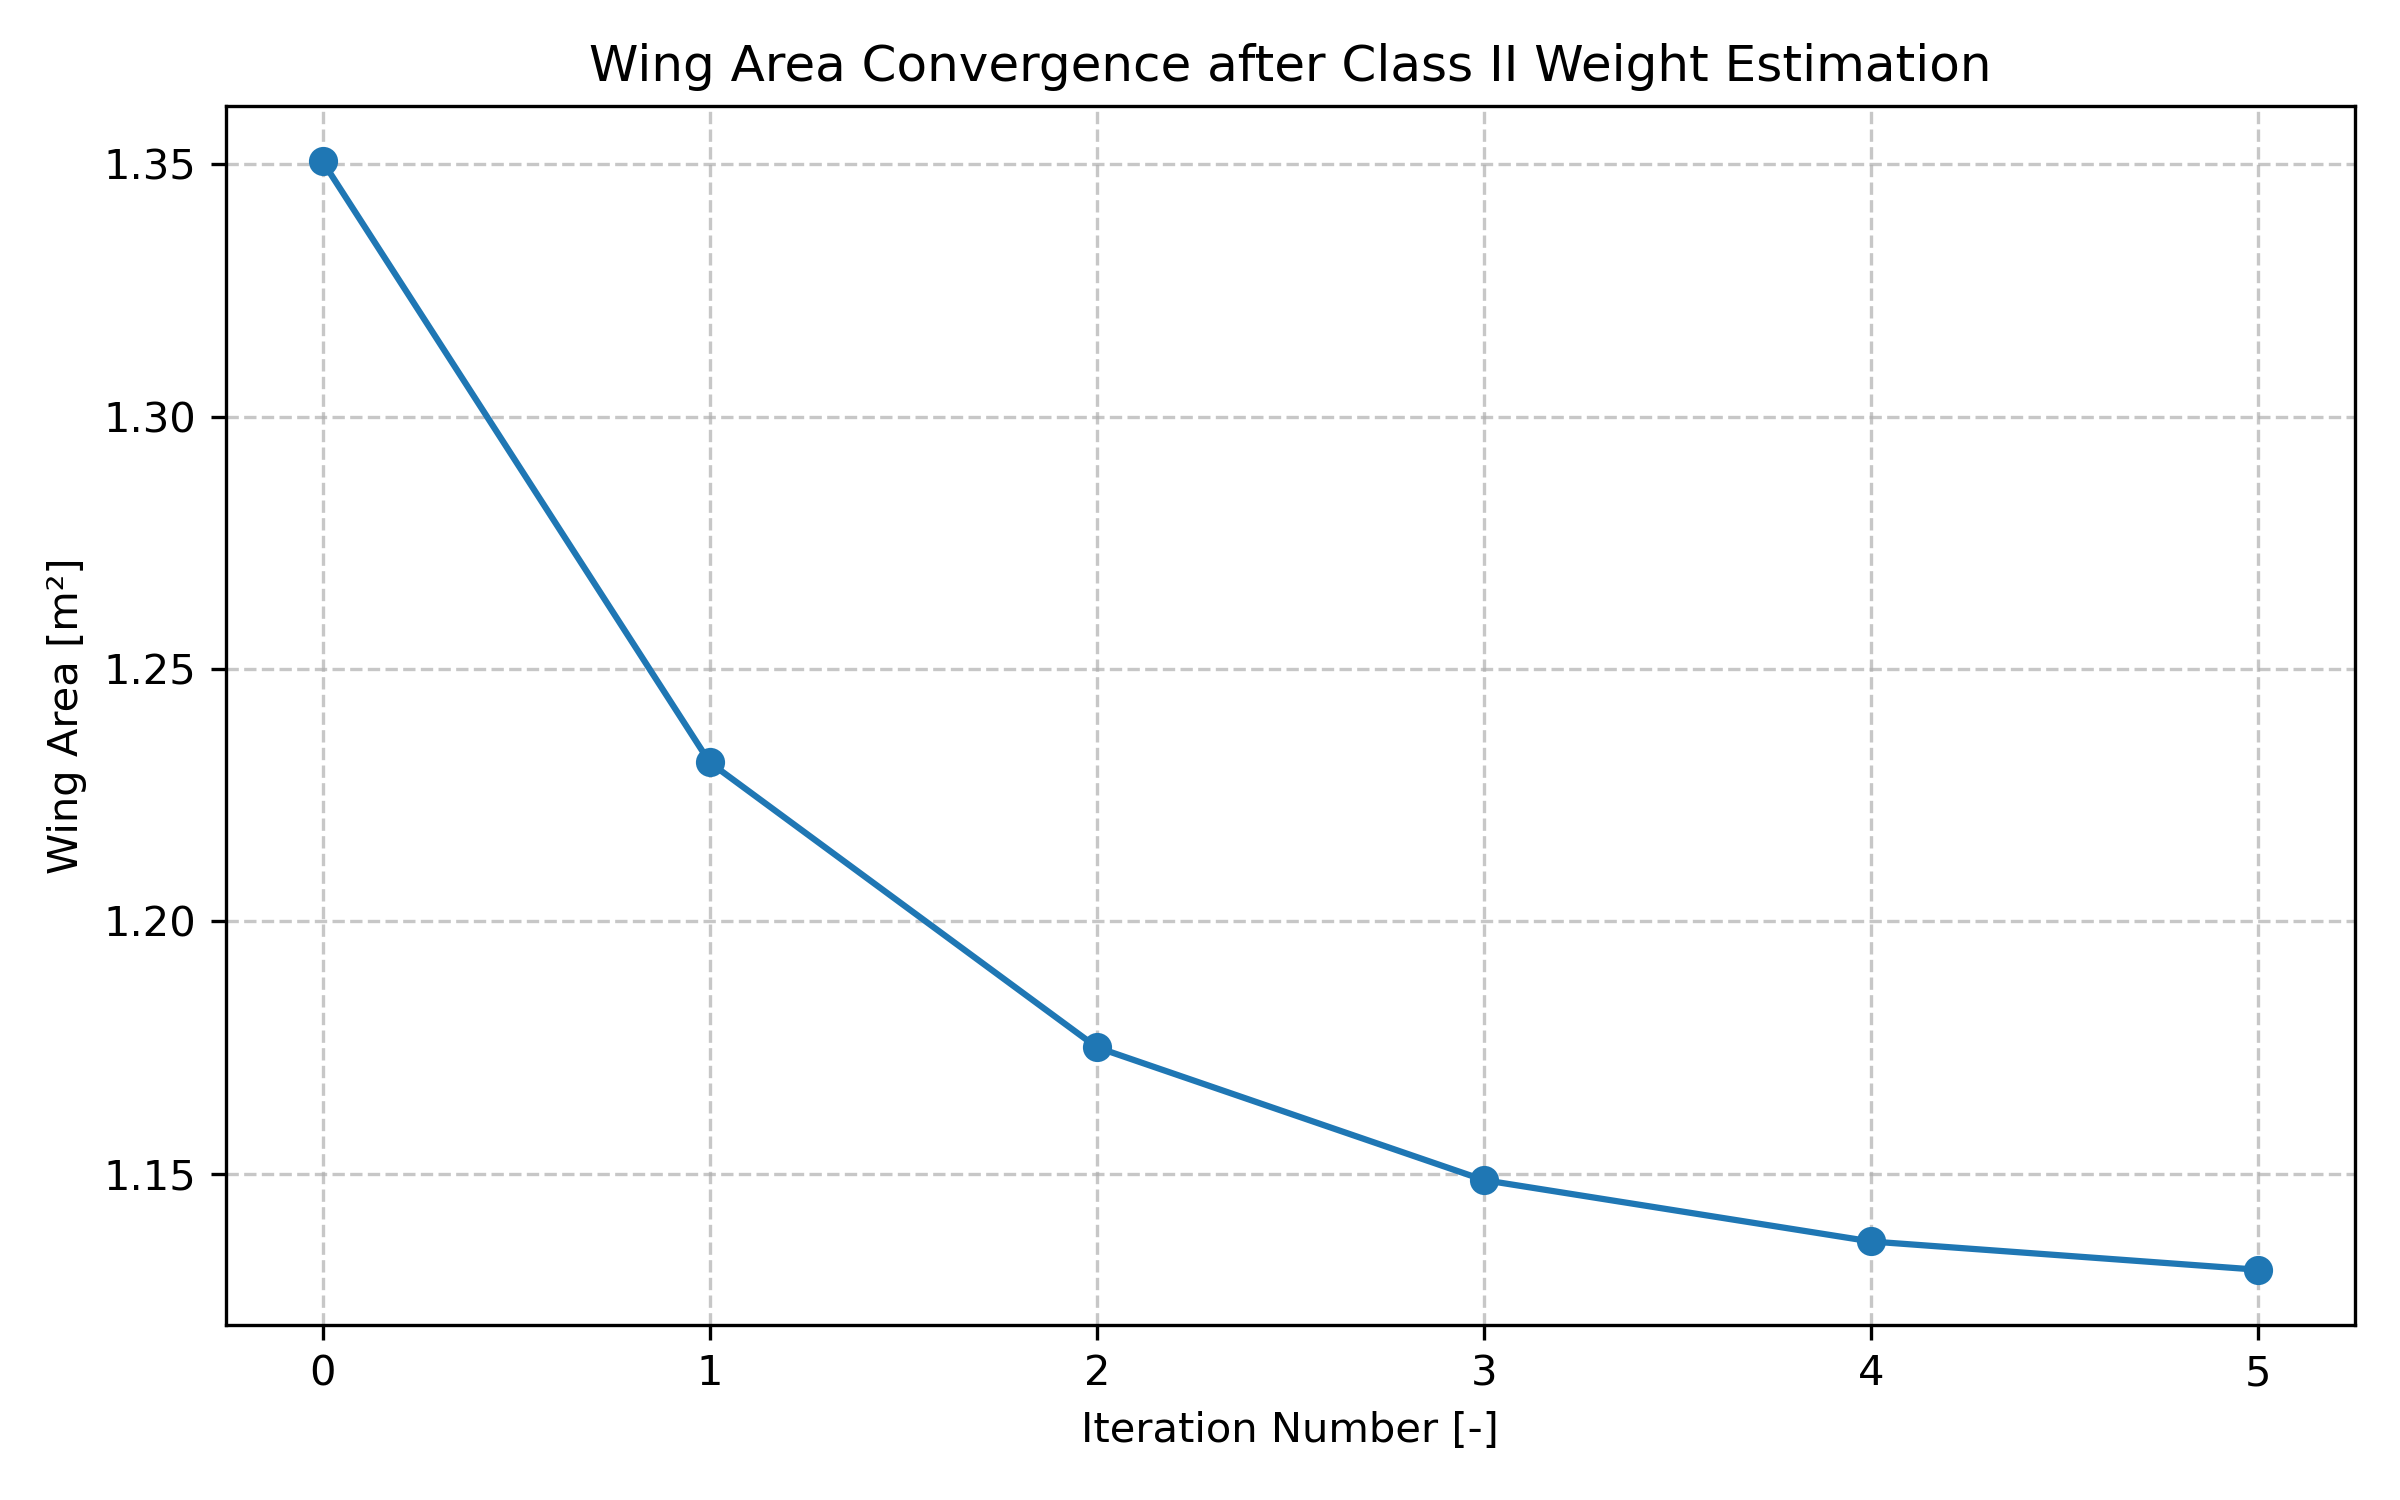 Wing Area Convergence after Class II Weight Estimation
Wing Area [m²]
1.35
1.30
1.25
1.20
1.15
0 1 2 3 4 5
Iteration Number [-]